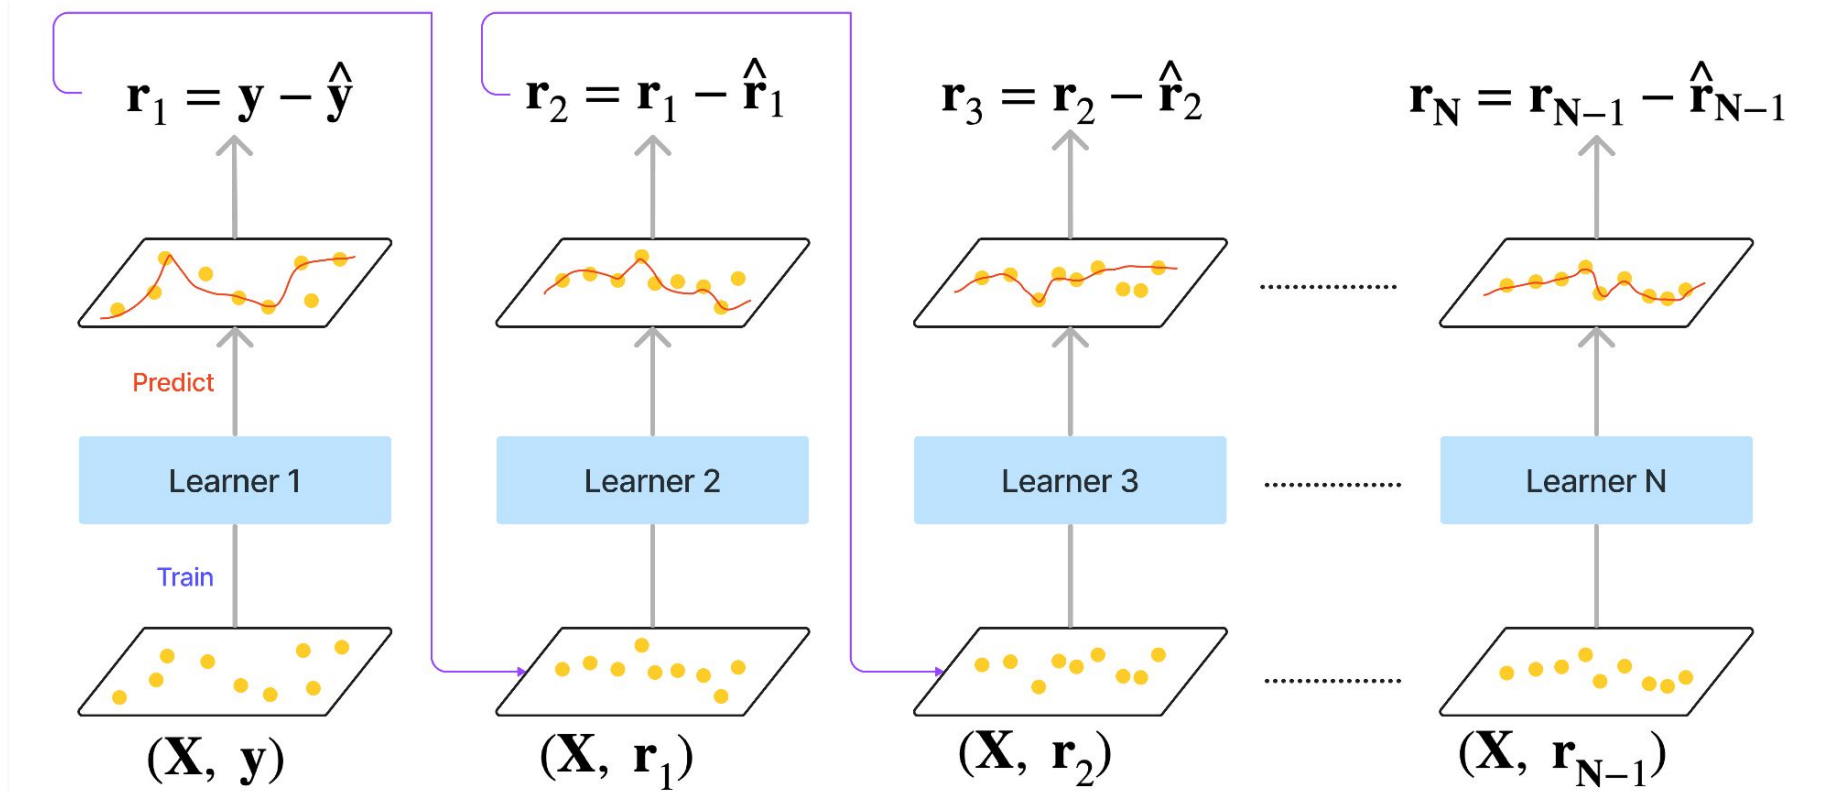 r₁ = y − ŷ
r₂ = r₁ − r̂₁
r₃ = r₂ − r̂₂
r_N = r_{N−1} − r̂_{N−1}
Predict
Learner 1
Learner 2
Learner 3
Learner N
Train
(X, y)
(X, r₁)
(X, r₂)
(X, r_{N−1})